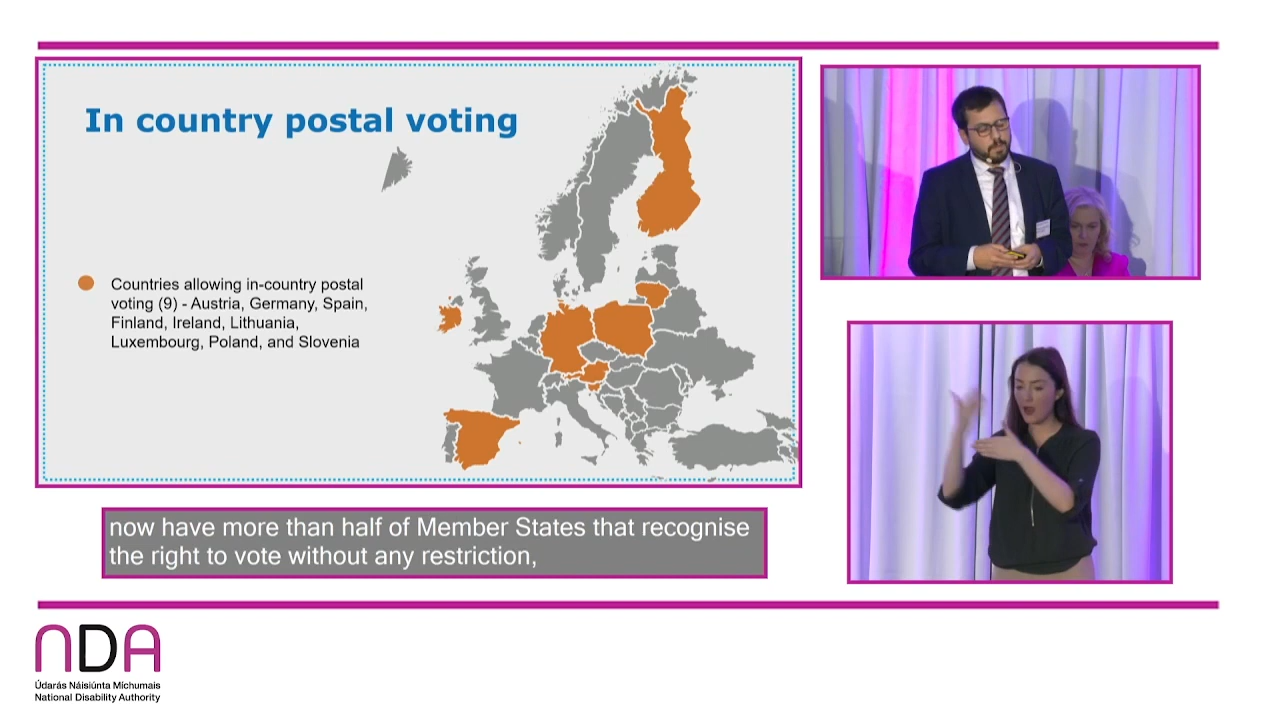 In country postal voting
Countries allowing in-country postal
voting (9) - Austria, Germany, Spain,
Finland, Ireland, Lithuania,
Luxembourg, Poland, and Slovenia
now have more than half of Member States that recognise
the right to vote without any restriction,
NDA
Údarás Náisiúnta Míchumais
National Disability Authority